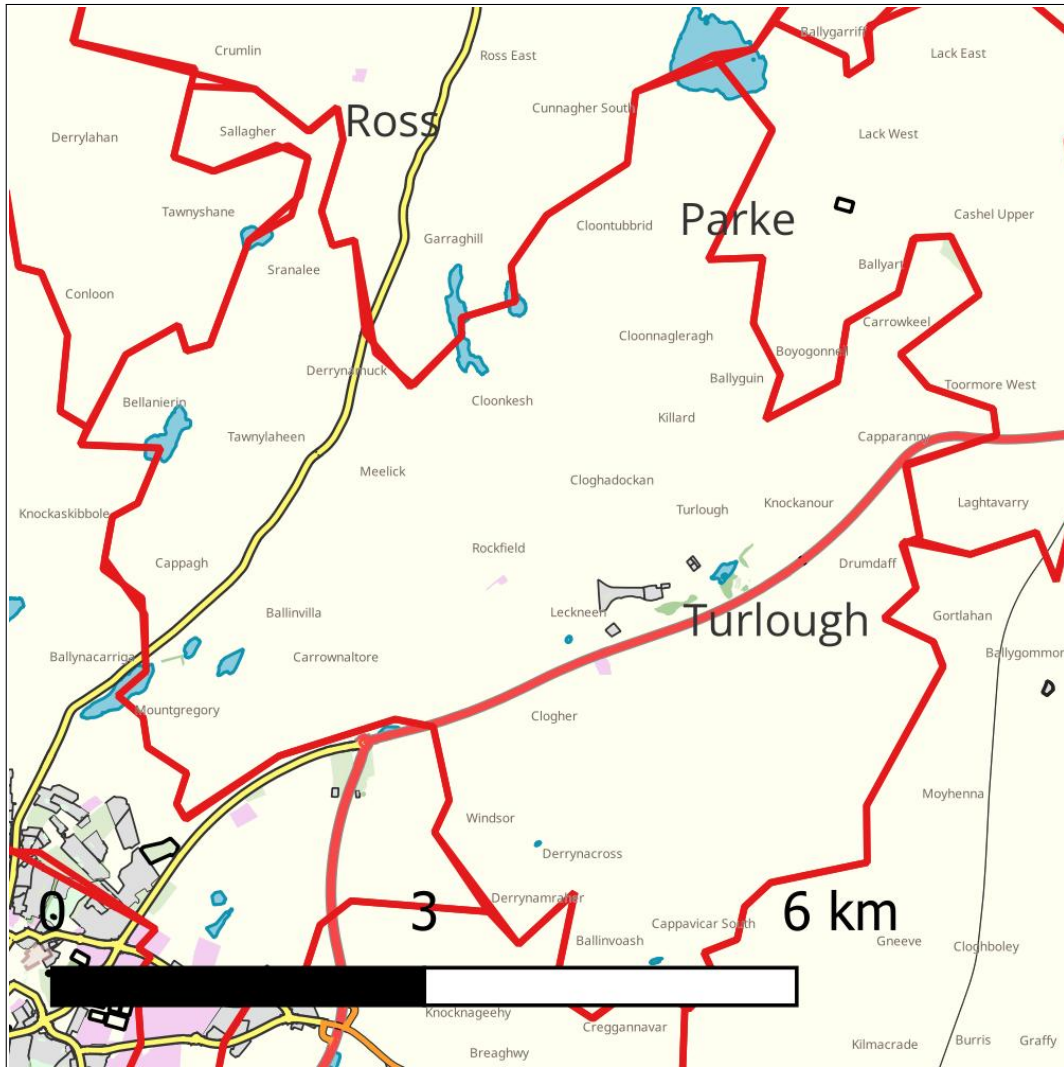 Crumlin
Ross East
Ballygarriff
Lack East
Cunnagher South
Ross
Sallagher
Derrylahan
Lack West
Tawnyshane
Parke
Cashel Upper
Cloontubbrid
Garraghill
Sranalee
Ballyart
Conloon
Carrowkeel
Cloonnagleragh
Boyogonnell
Derrynamuck
Ballyguin
Toormore West
Bellanierin
Cloonkesh
Killard
Tawnylaheen
Capparanny
Meelick
Cloghadockan
Knockaskibbole
Turlough
Knockanour
Laghtavarry
Rockfield
Cappagh
Drumdaff
Ballinvilla
Leckneen
Turlough
Gortlahan
Ballynacarriga
Carrownaltore
Ballygommon
Mountgregory
Clogher
Moyhenna
Windsor
Derrynacross
Derrynamraher
0
3
6 km
Cappavicar South
Ballinvoash
Gneeve
Cloghboley
Knocknageehy
Creggannavar
Breaghwy
Kilmacrade
Burris
Graffy